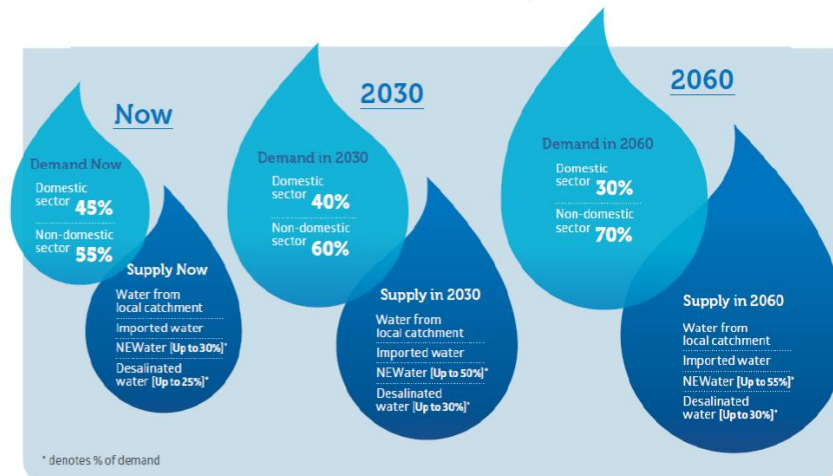 Now
Demand Now
Domestic
sector 45%
Non-domestic
sector 55%
Supply Now
Water from
local catchment
Imported water
NEWater [Up to 30%]*
Desalinated
water [Up to 25%]*
2030
Demand in 2030
Domestic
sector 40%
Non-domestic
sector 60%
Supply in 2030
Water from
local catchment
Imported water
NEWater [Up to 50%]*
Desalinated
water [Up to 30%]*
2060
Demand in 2060
Domestic
sector 30%
Non-domestic
sector 70%
Supply in 2060
Water from
local catchment
Imported water
NEWater [Up to 55%]*
Desalinated
water [Up to 30%]*
* denotes % of demand